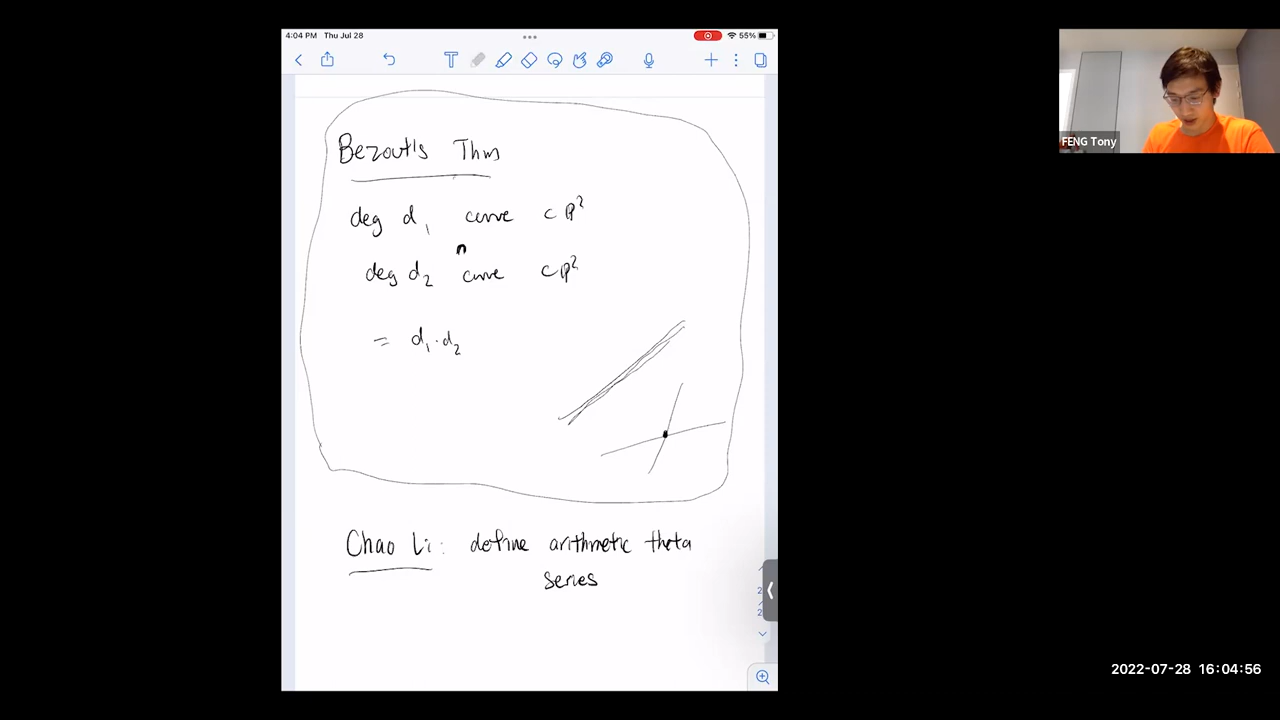 4:04 PM Thu Jul 28
55%
Bezout's Thm
deg d₁ curve ⊂ ℙ²
∩
deg d₂ curve ⊂ ℙ²
= d₁·d₂
Chao Li: define arithmetic theta
series
FENG Tony
2022-07-28 16:04:56